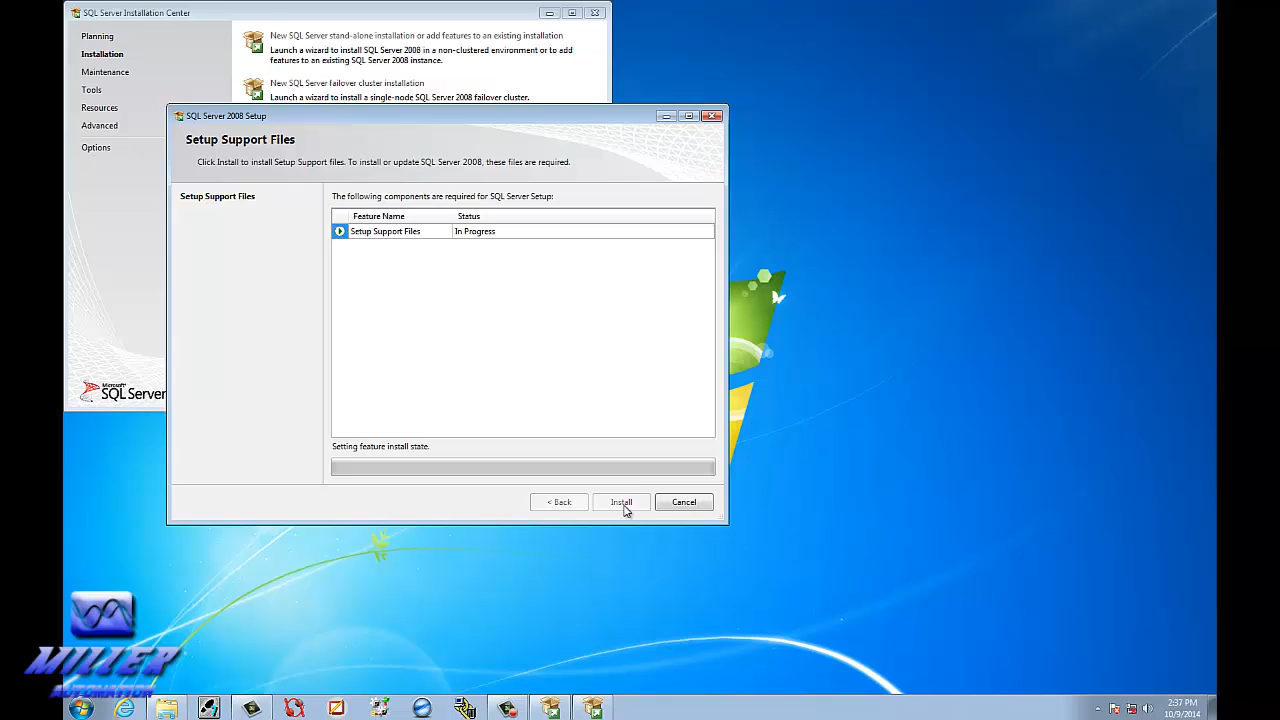 SQL Server Installation Center
Planning
Installation
Maintenance
Tools
Resources
Advanced
Options
New SQL Server stand-alone installation or add features to an existing installation
Launch a wizard to install SQL Server 2008 in a non-clustered environment or to add
features to an existing SQL Server 2008 instance.
New SQL Server failover cluster installation
Launch a wizard to install a single-node SQL Server 2008 failover cluster.
Microsoft
SQL Server
SQL Server 2008 Setup
Setup Support Files
Click Install to install Setup Support files. To install or update SQL Server 2008, these files are required.
Setup Support Files
The following components are required for SQL Server Setup:
Feature Name Status
Setup Support Files In Progress
Setting feature install state.
< Back Install Cancel
MILLER
AUTOMATION
2:37 PM
10/9/2014